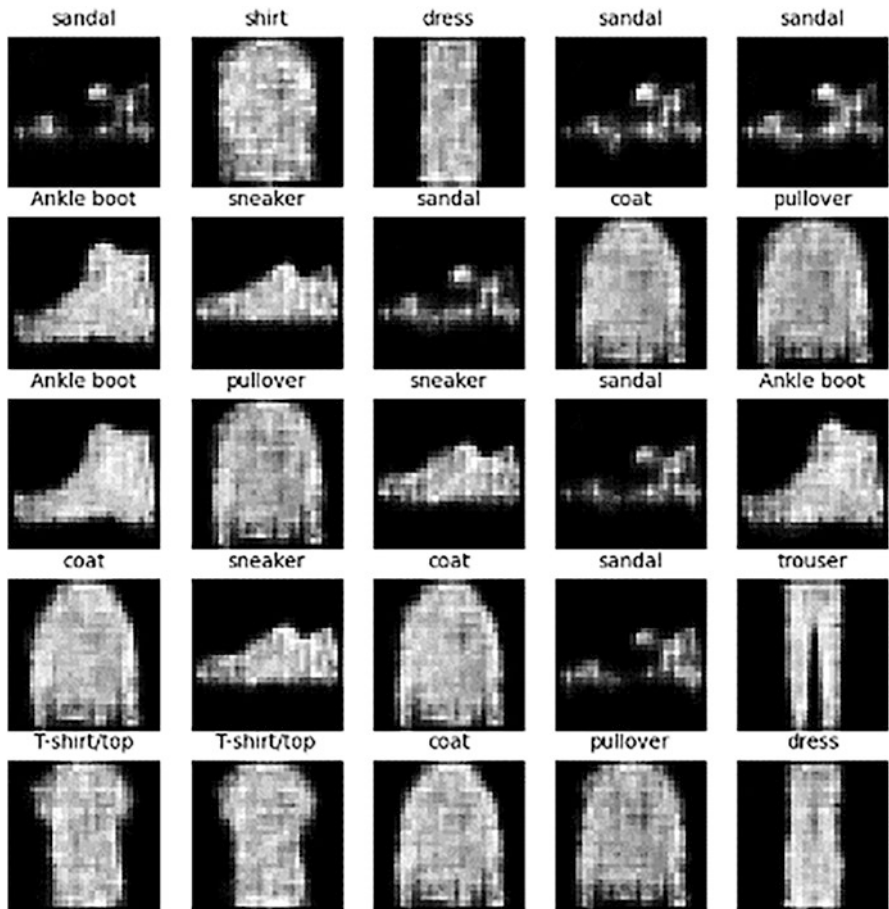 sandal shirt dress sandal sandal
Ankle boot sneaker sandal coat pullover
Ankle boot pullover sneaker sandal Ankle boot
coat sneaker coat sandal trouser
T-shirt/top T-shirt/top coat pullover dress